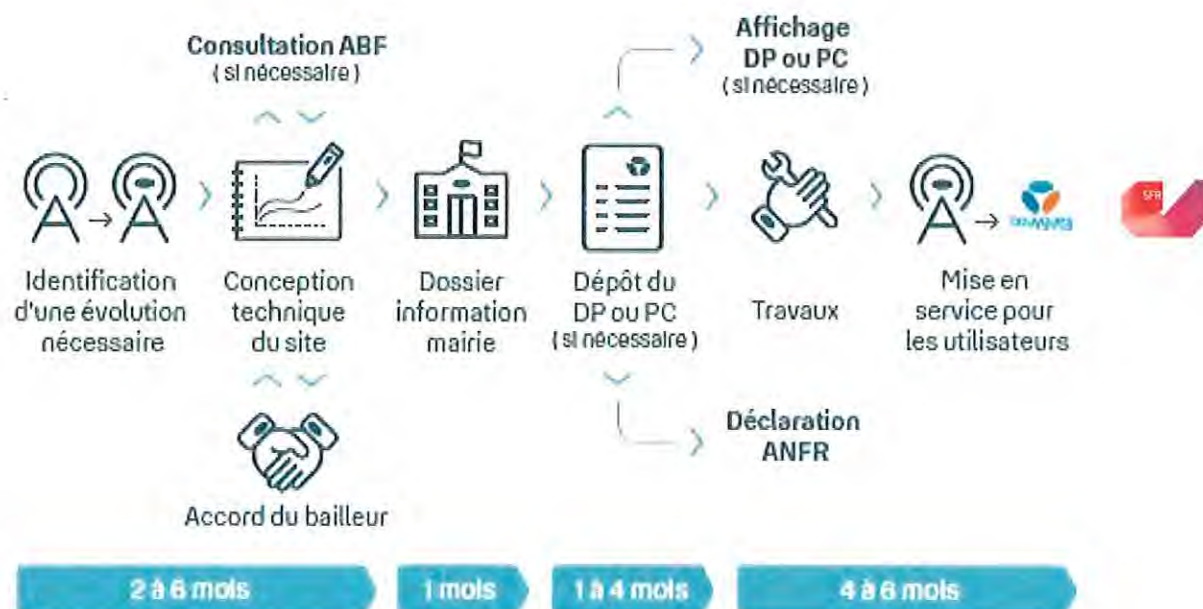 Consultation ABF
( si nécessaire )
Affichage
DP ou PC
( si nécessaire )
Identification
d'une évolution
nécessaire
Conception
technique
du site
Dossier
information
mairie
Dépôt du
DP ou PC
( si nécessaire )
Travaux
Mise en
service pour
les utilisateurs
SFR
Accord du bailleur
Déclaration
ANFR
2 à 6 mois
1 mois
1 à 4 mois
4 à 6 mois